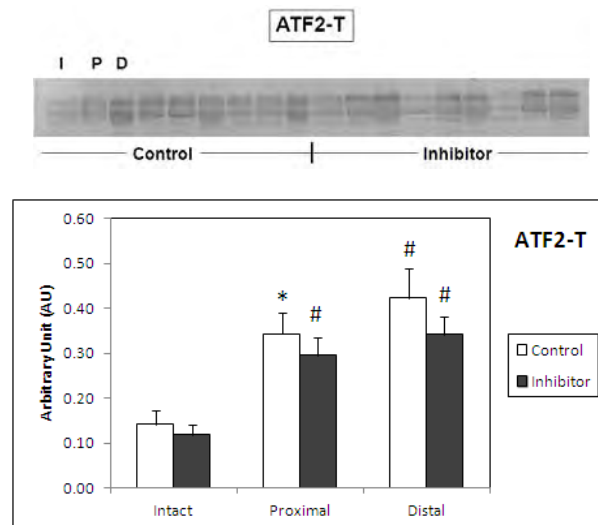 ATF2-T
I P D
Control Inhibitor
ATF2-T
0.60
0.50
0.40
0.30
0.20
0.10
0.00
Arbitrary Unit (AU)
* # # #
Intact Proximal Distal
Control
Inhibitor